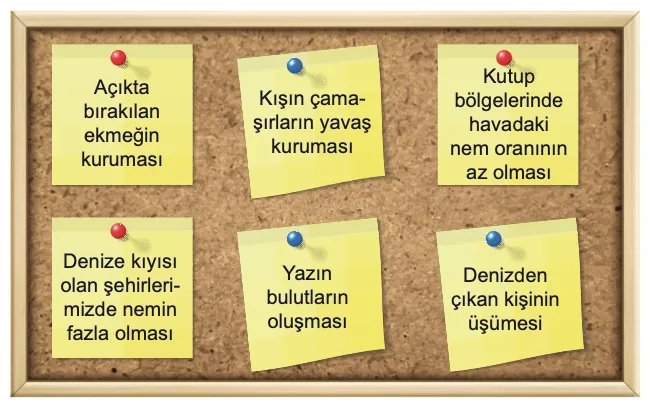 Açıkta
bırakılan
ekmeğin
kuruması
Kışın çama-
şırların yavaş
kuruması
Kutup
bölgelerinde
havadaki
nem oranının
az olması
Denize kıyısı
olan şehirleri-
mizde nemin
fazla olması
Yazın
bulutların
oluşması
Denizden
çıkan kişinin
üşümesi